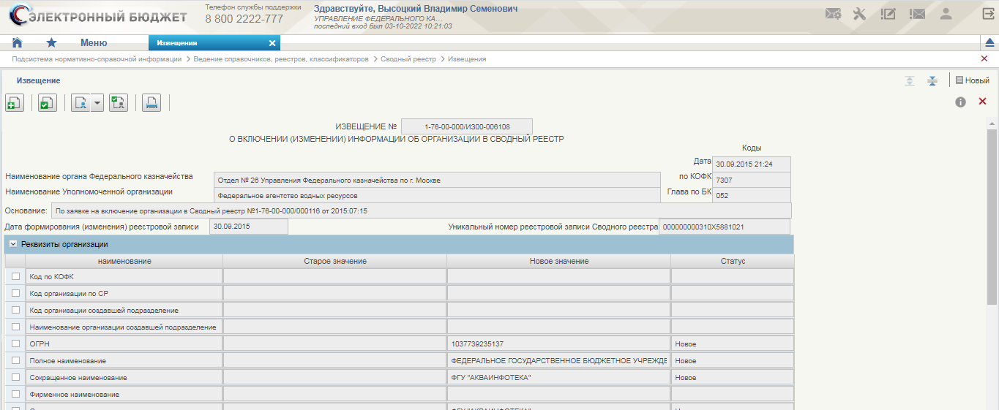 ЭЛЕКТРОННЫЙ БЮДЖЕТ
Телефон службы поддержки
8 800 2222-777
Здравствуйте, Высоцкий Владимир Семенович
УПРАВЛЕНИЕ ФЕДЕРАЛЬНОГО КА...
последний вход был 03-10-2022 10:21:03
Меню
Извещения
Подсистема нормативно-справочной информации > Ведение справочников, реестров, классификаторов > Сводный реестр > Извещения
Извещение
Новый
ИЗВЕЩЕНИЕ № 1-76-00-000/ИЗ00-006108
О ВКЛЮЧЕНИИ (ИЗМЕНЕНИИ) ИНФОРМАЦИИ ОБ ОРГАНИЗАЦИИ В СВОДНЫЙ РЕЕСТР
Коды
Дата 30.09.2015 21:24
Наименование органа Федерального казначейства Отдел № 26 Управления Федерального казначейства по г. Москве по КОФК 7307
Наименование Уполномоченной организации Федеральное агентство водных ресурсов Глава по БК 052
Основание: По заявке на включение организации в Сводный реестр №1-76-00-000/000116 от 2015:07:15
Дата формирования (изменения) реестровой записи 30.09.2015 Уникальный номер реестровой записи Сводного реестра 000000000310X5881021
Реквизиты организации
наименование Старое значение Новое значение Статус
Код по КОФК
Код организации по СР
Код организации создавшей подразделение
Наименование организации создавшей подразделение
ОГРН 1037739235137 Новое
Полное наименование ФЕДЕРАЛЬНОЕ ГОСУДАРСТВЕННОЕ БЮДЖЕТНОЕ УЧРЕЖДЕ Новое
Сокращенное наименование ФГУ "АКВАИНФОТЕКА" Новое
Фирменное наименование
ФГУ "АКВАИНФОТЕКА"